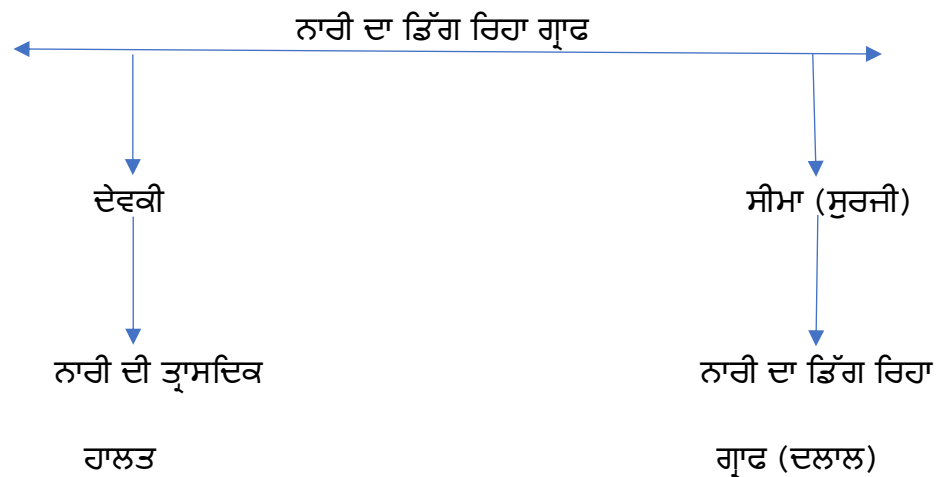 ਨਾਰੀ ਦਾ ਡਿੱਗ ਰਿਹਾ ਗ੍ਰਾਫ
ਦੇਵਕੀ
ਸੀਮਾ (ਸੁਰਜੀ)
ਨਾਰੀ ਦੀ ਤ੍ਰਾਸਦਿਕ
ਹਾਲਤ
ਨਾਰੀ ਦਾ ਡਿੱਗ ਰਿਹਾ
ਗ੍ਰਾਫ (ਦਲਾਲ)